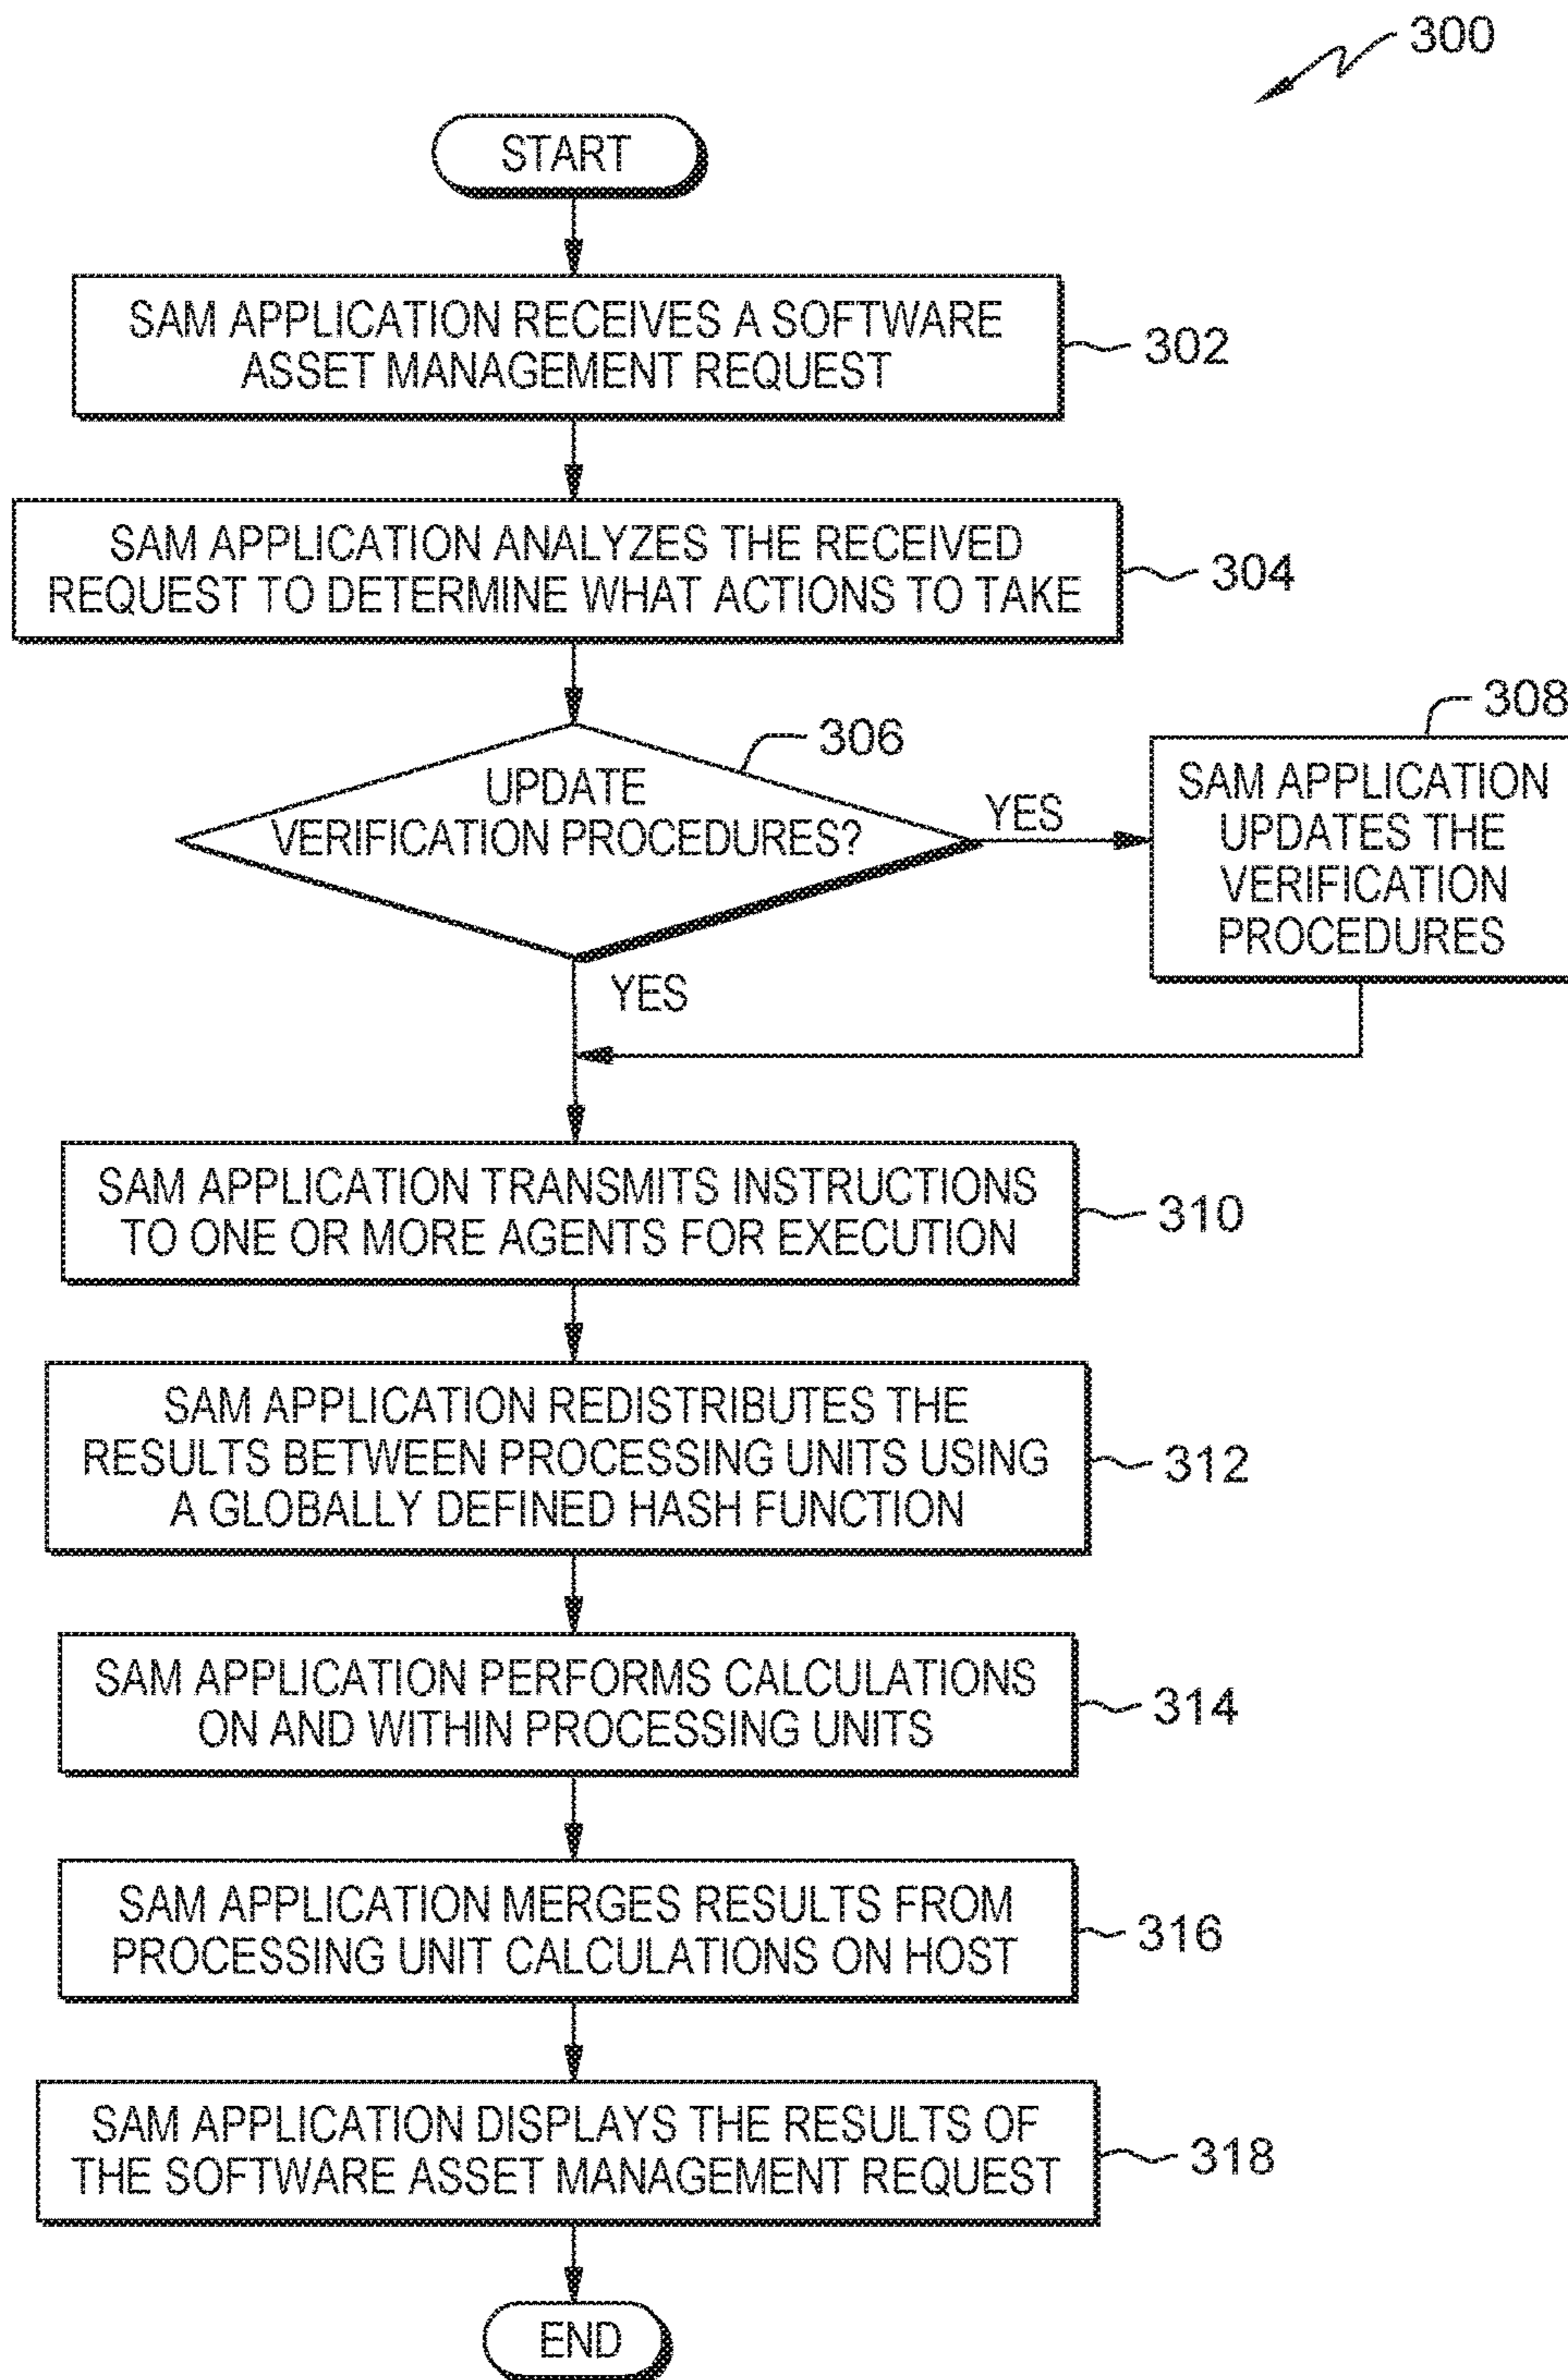 300
START
SAM APPLICATION RECEIVES A SOFTWARE
ASSET MANAGEMENT REQUEST
302
SAM APPLICATION ANALYZES THE RECEIVED
REQUEST TO DETERMINE WHAT ACTIONS TO TAKE
304
306
UPDATE
VERIFICATION PROCEDURES?
YES
308
SAM APPLICATION
UPDATES THE
VERIFICATION
PROCEDURES
YES
SAM APPLICATION TRANSMITS INSTRUCTIONS
TO ONE OR MORE AGENTS FOR EXECUTION
310
SAM APPLICATION REDISTRIBUTES THE
RESULTS BETWEEN PROCESSING UNITS USING
A GLOBALLY DEFINED HASH FUNCTION
312
SAM APPLICATION PERFORMS CALCULATIONS
ON AND WITHIN PROCESSING UNITS
314
SAM APPLICATION MERGES RESULTS FROM
PROCESSING UNIT CALCULATIONS ON HOST
316
SAM APPLICATION DISPLAYS THE RESULTS OF
THE SOFTWARE ASSET MANAGEMENT REQUEST
318
END